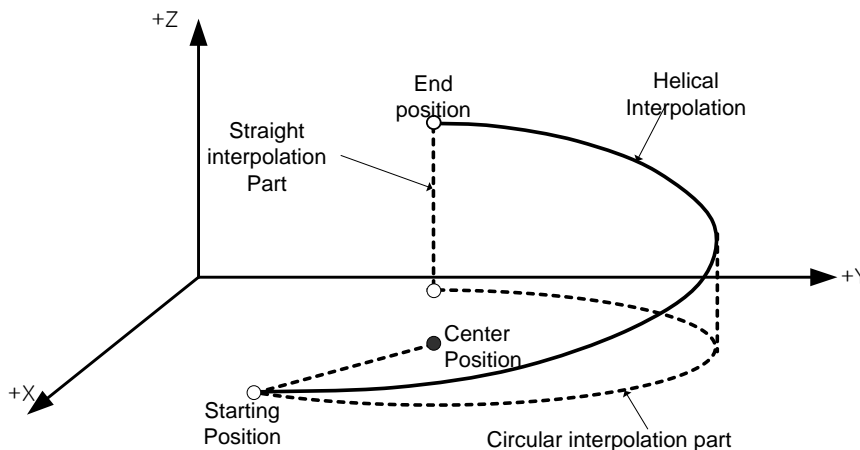 +Z
End
position
Helical
Interpolation
Straight
interpolation
Part
+Y
Center
Position
+X
Starting
Position
Circular interpolation part